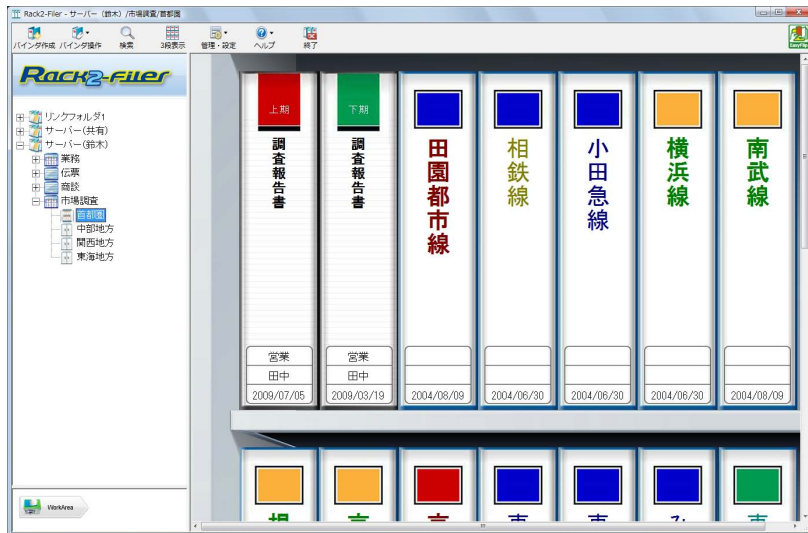 Rack2-Filer - サーバー (鈴木) /市場調査/首都圏
バインダ作成 バインダ操作 検索 3段表示 管理・設定 ヘルプ 終了
EasyFlip
Rack2-Filer
リンクフォルダ1
サーバー(共有)
サーバー(鈴木)
業務
伝票
商談
市場調査
首都圏
中部地方
関西地方
東海地方
WorkArea
上期
調査報告書
営業
田中
2009/07/05
下期
調査報告書
営業
田中
2009/03/19
田園都市線
2004/08/09
相鉄線
2004/06/30
小田急線
2004/06/30
横浜線
2004/06/30
南武線
2004/08/09